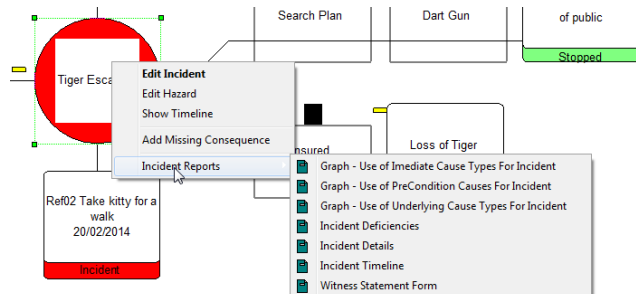 Search Plan
Dart Gun
of public
Stopped
Tiger Esca
Edit Incident
Edit Hazard
Show Timeline
Add Missing Consequence
Incident Reports
nsured
Loss of Tiger
Graph - Use of Imediate Cause Types For Incident
Graph - Use of PreCondition Causes For Incident
Graph - Use of Underlying Cause Types For Incident
Incident Deficiencies
Incident Details
Incident Timeline
Witness Statement Form
Ref02 Take kitty for a
walk
20/02/2014
Incident